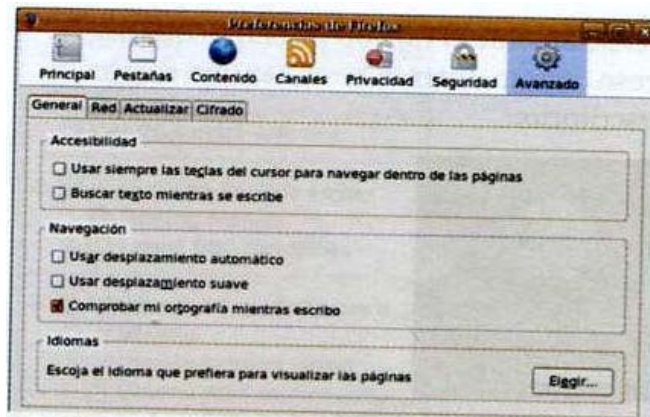 Preferencias de Firefox
Principal Pestañas Contenido Canales Privacidad Seguridad Avanzado
General Red Actualizar Cifrado
Accesibilidad
Usar siempre las teclas del cursor para navegar dentro de las páginas
Buscar texto mientras se escribe
Navegación
Usar desplazamiento automático
Usar desplazamiento suave
Comprobar mi ortografía mientras escribo
Idiomas
Escoja el idioma que prefiera para visualizar las páginas
Elegir...